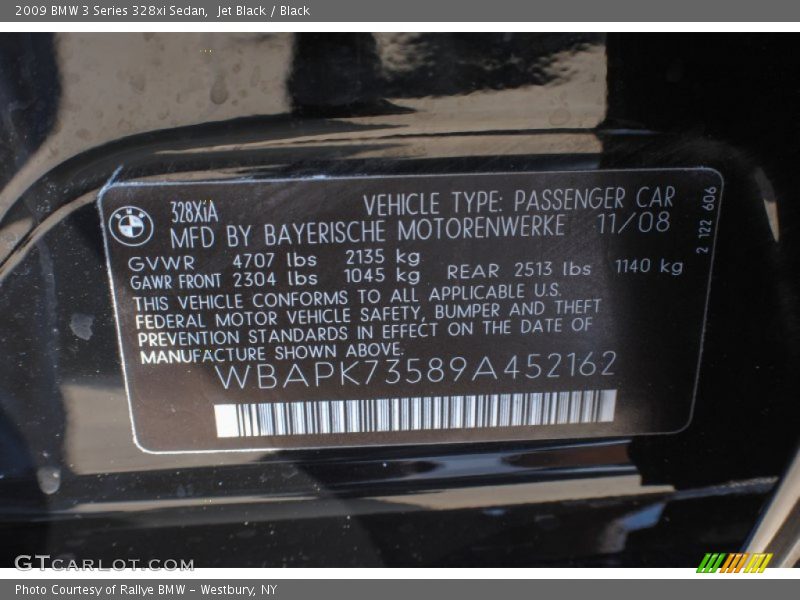 2009 BMW 3 Series 328xi Sedan, Jet Black / Black
BMW
328XiA
VEHICLE TYPE: PASSENGER CAR
MFD BY BAYERISCHE MOTORENWERKE 11/08
GVWR 4707 lbs 2135 kg
GAWR FRONT 2304 lbs 1045 kg REAR 2513 lbs 1140 kg
THIS VEHICLE CONFORMS TO ALL APPLICABLE U.S.
FEDERAL MOTOR VEHICLE SAFETY, BUMPER AND THEFT
PREVENTION STANDARDS IN EFFECT ON THE DATE OF
MANUFACTURE SHOWN ABOVE.
WBAPK73589A452162
2 122 606
GTCARLOT.COM
Photo Courtesy of Rallye BMW – Westbury, NY